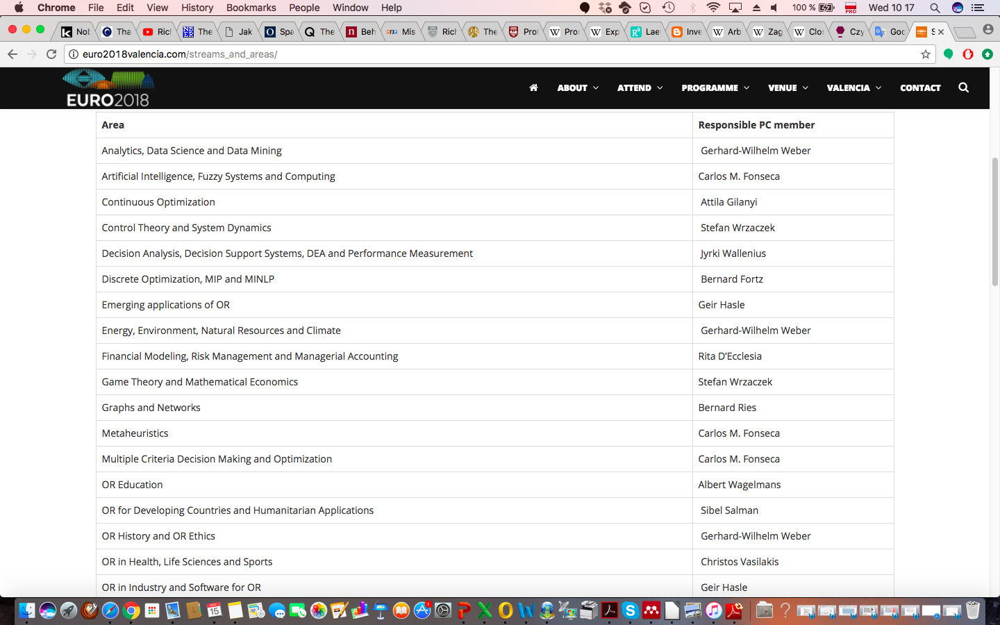 Chrome File Edit View History Bookmarks People Window Help 100 % PRO Wed 10 17
Nob Tha Rich The Jak Spa The Beh Mis Rich The Prof Pro: Exp Lae Inve Arb Zag Clo: Czy Goc S
euro2018valencia.com/streams_and_areas/
EURO2018 ABOUT ATTEND PROGRAMME VENUE VALENCIA CONTACT
Area Responsible PC member
Analytics, Data Science and Data Mining Gerhard-Wilhelm Weber
Artificial Intelligence, Fuzzy Systems and Computing Carlos M. Fonseca
Continuous Optimization Attila Gilanyi
Control Theory and System Dynamics Stefan Wrzaczek
Decision Analysis, Decision Support Systems, DEA and Performance Measurement Jyrki Wallenius
Discrete Optimization, MIP and MINLP Bernard Fortz
Emerging applications of OR Geir Hasle
Energy, Environment, Natural Resources and Climate Gerhard-Wilhelm Weber
Financial Modeling, Risk Management and Managerial Accounting Rita D’Ecclesia
Game Theory and Mathematical Economics Stefan Wrzaczek
Graphs and Networks Bernard Ries
Metaheuristics Carlos M. Fonseca
Multiple Criteria Decision Making and Optimization Carlos M. Fonseca
OR Education Albert Wagelmans
OR for Developing Countries and Humanitarian Applications Sibel Salman
OR History and OR Ethics Gerhard-Wilhelm Weber
OR in Health, Life Sciences and Sports Christos Vasilakis
OR in Industry and Software for OR Geir Hasle
15